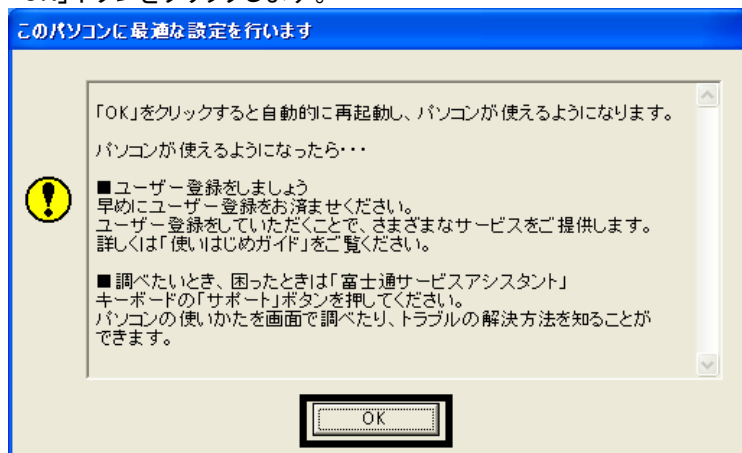 このパソコンに最適な設定を行います
「OK」をクリックすると自動的に再起動し、パソコンが使えるようになります。
パソコンが使えるようになったら・・・
■ユーザー登録をしましょう
早めにユーザー登録をお済ませください。
ユーザー登録をしていただくことで、さまざまなサービスをご提供します。
詳しくは「使いはじめガイド」をご覧ください。
■調べたいとき、困ったときは「富士通サービスアシスタント」
キーボードの「サポート」ボタンを押してください。
パソコンの使いかたを画面で調べたり、トラブルの解決方法を知ることが
できます。
OK